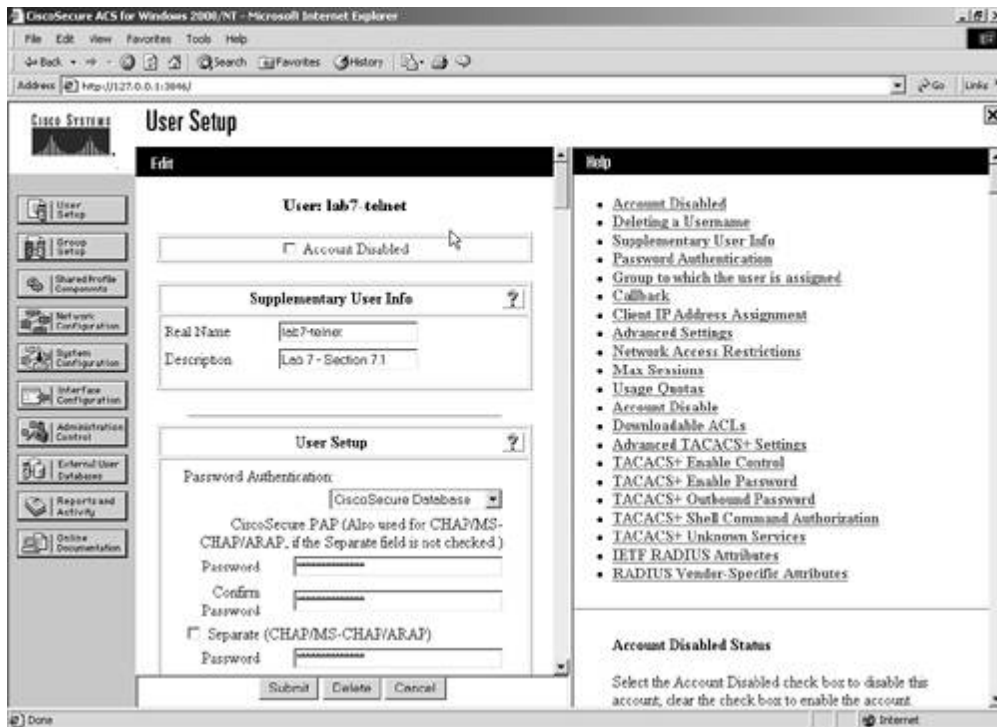 CiscoSecure ACS for Windows 2000/NT - Microsoft Internet Explorer
File Edit View Favorites Tools Help
Back Search Favorites History
Address http://127.0.0.1:3846/ Go Links
CISCO SYSTEMS
User Setup
User Setup
Group Setup
Shared Profile Components
Network Configuration
System Configuration
Interface Configuration
Administration Control
External User Databases
Reports and Activity
Online Documentation
Edit
User: lab7-telnet
Account Disabled
Supplementary User Info ?
Real Name lab7-telnet
Description Lab 7 - Section 7.1
User Setup ?
Password Authentication:
CiscoSecure Database
CiscoSecure PAP (Also used for CHAP/MS-
CHAP/ARAP, if the Separate field is not checked.)
Password
Confirm
Password
Separate (CHAP/MS-CHAP/ARAP)
Password
Submit Delete Cancel
Help
Account Disabled
Deleting a Username
Supplementary User Info
Password Authentication
Group to which the user is assigned
Callback
Client IP Address Assignment
Advanced Settings
Network Access Restrictions
Max Sessions
Usage Quotas
Account Disable
Downloadable ACLs
Advanced TACACS+ Settings
TACACS+ Enable Control
TACACS+ Enable Password
TACACS+ Outbound Password
TACACS+ Shell Command Authorization
TACACS+ Unknown Services
IETF RADIUS Attributes
RADIUS Vender-Specific Attributes
Account Disabled Status
Select the Account Disabled check box to disable this
account, clear the check box to enable the account
Done
Internet